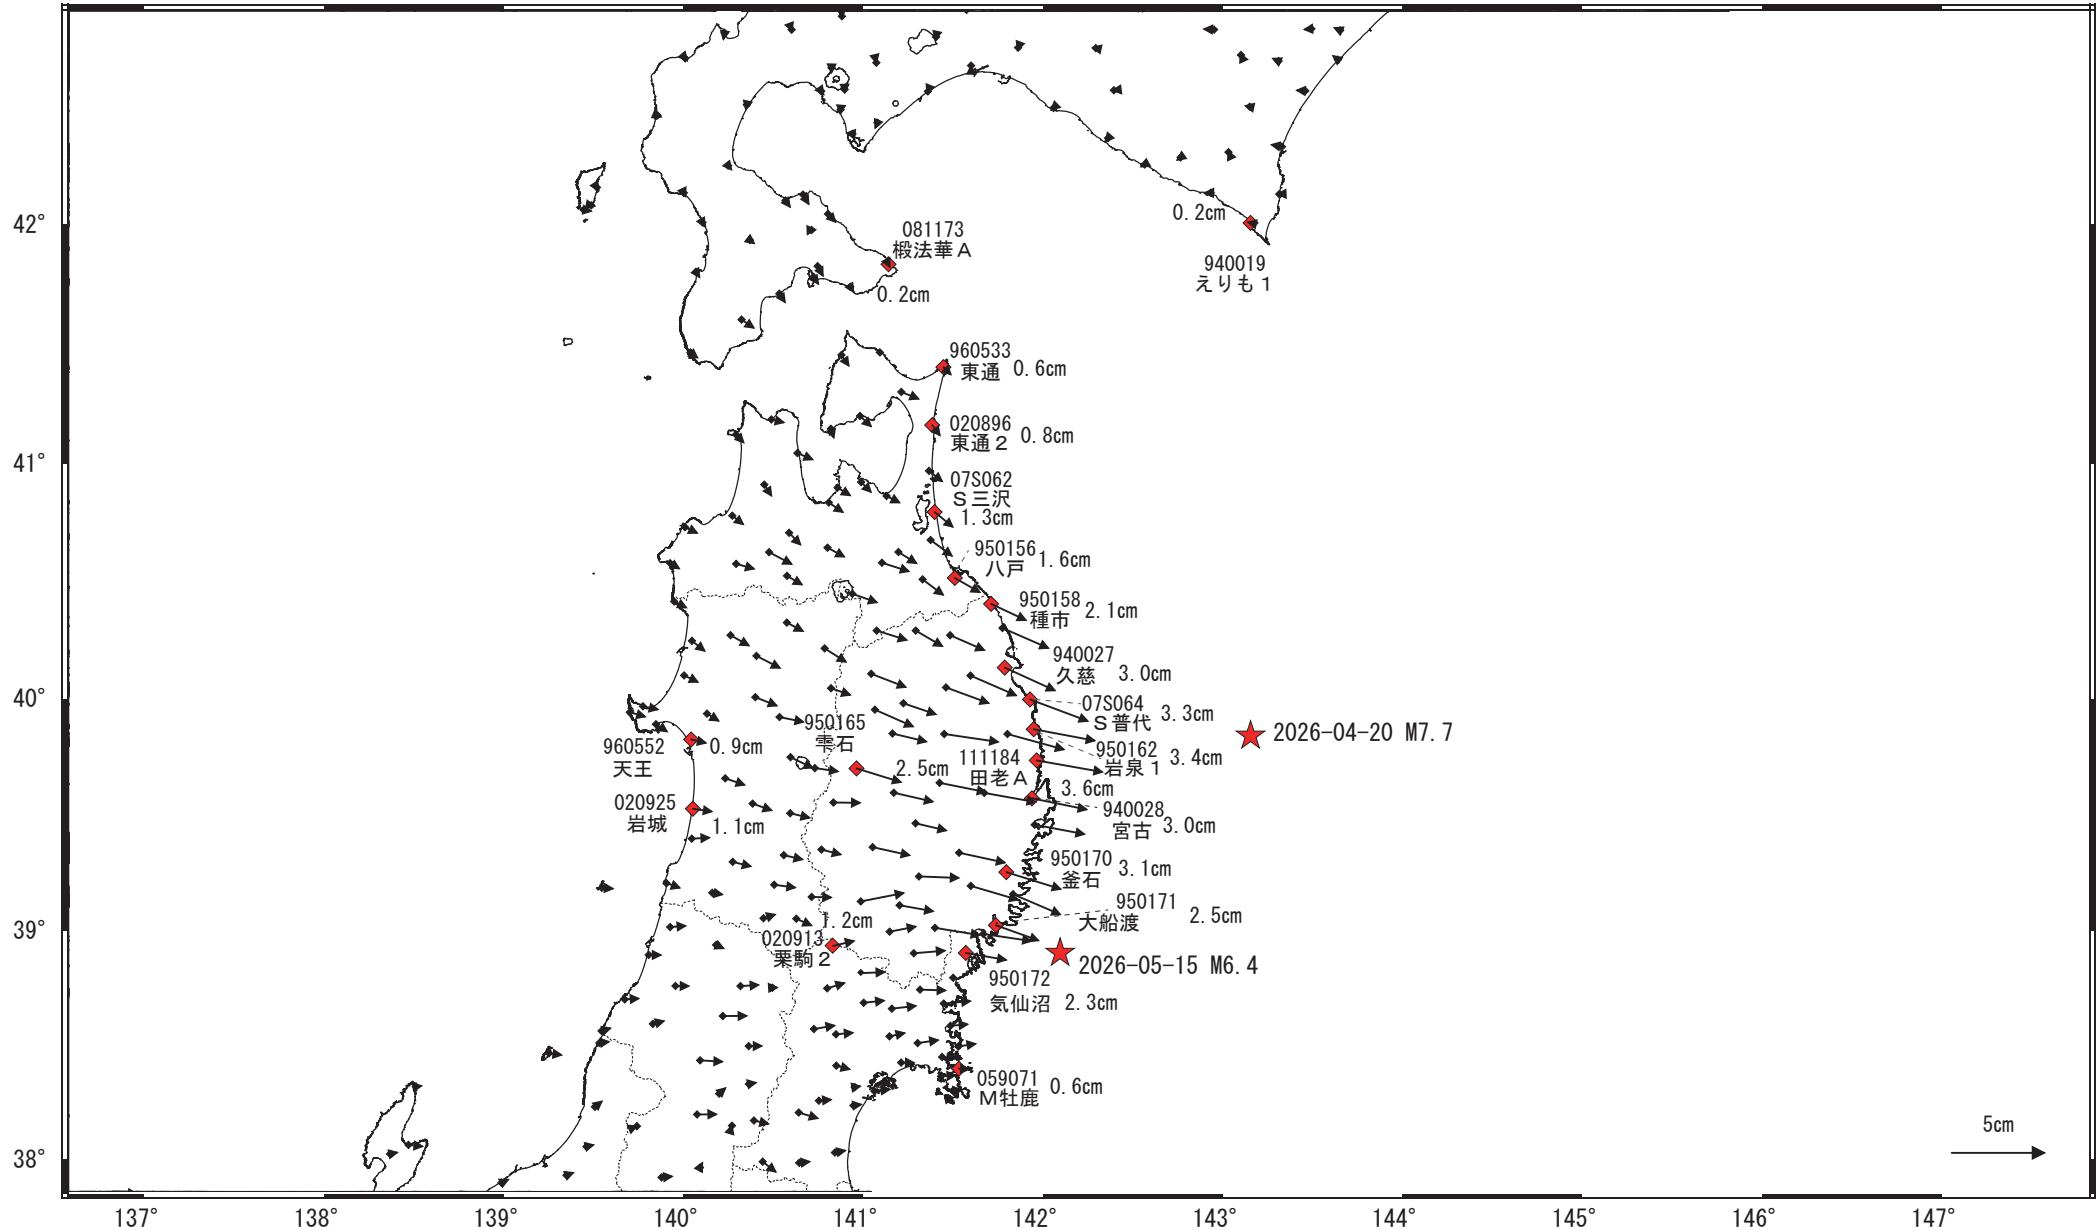 42°
41°
40°
39°
38°
0.2cm
940019
えりも１
081173
椴法華Ａ
0.2cm
960533
東通 0.6cm
020896
東通２ 0.8cm
07S062
Ｓ三沢
1.3cm
950156
八戸 1.6cm
950158
種市 2.1cm
940027
久慈 3.0cm
07S064
Ｓ普代 3.3cm
950162
岩泉１ 3.4cm
111184
田老Ａ
3.6cm
940028
宮古 3.0cm
950165
雫石
2.5cm
960552
天王
0.9cm
020925
岩城
1.1cm
950170
釜石 3.1cm
950171
大船渡 2.5cm
1.2cm
020913
栗駒２
950172
気仙沼 2.3cm
059071
Ｍ牡鹿 0.6cm
2026-04-20 M7.7
2026-05-15 M6.4
5cm
137°
138°
139°
140°
141°
142°
143°
144°
145°
146°
147°